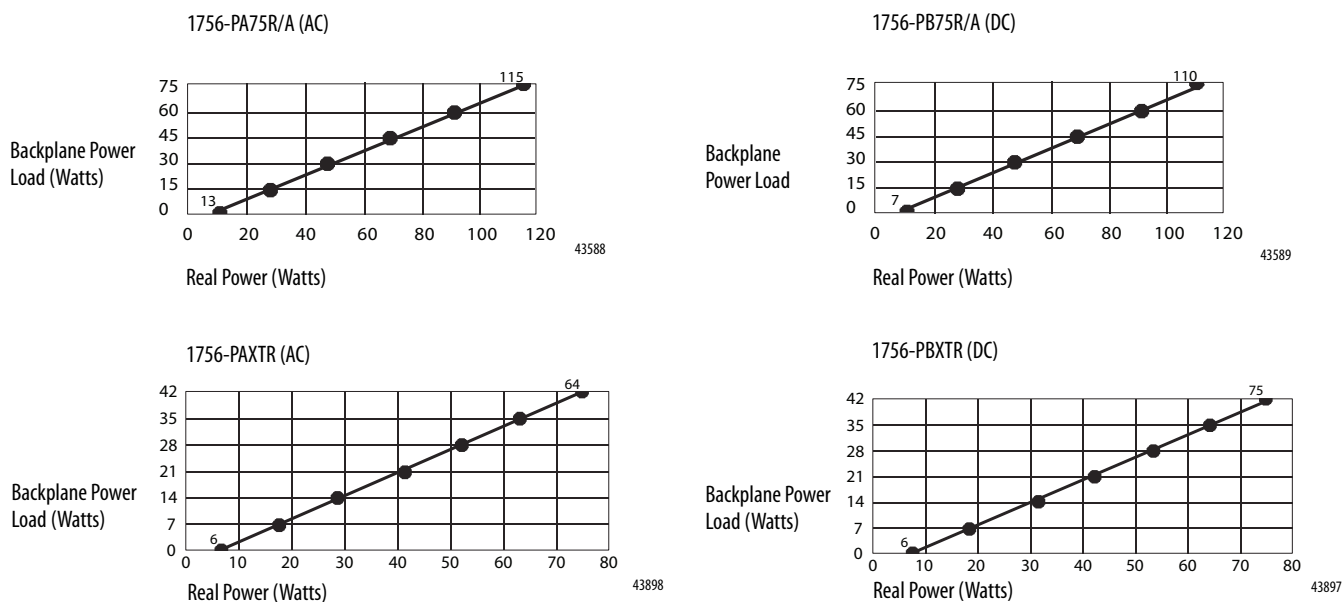 1756-PA75R/A (AC)
115
75
60
45
30
15
0
13
Backplane Power
Load (Watts)
0 20 40 60 80 100 120
43588
Real Power (Watts)
1756-PB75R/A (DC)
110
75
60
45
30
15
0
7
Backplane
Power Load
0 20 40 60 80 100 120
43589
Real Power (Watts)
1756-PAXTR (AC)
64
42
35
28
21
14
7
0
6
Backplane Power
Load (Watts)
0 10 20 30 40 50 60 70 80
43898
Real Power (Watts)
1756-PBXTR (DC)
75
42
35
28
21
14
7
0
6
Backplane Power
Load (Watts)
0 10 20 30 40 50 60 70 80
43897
Real Power (Watts)